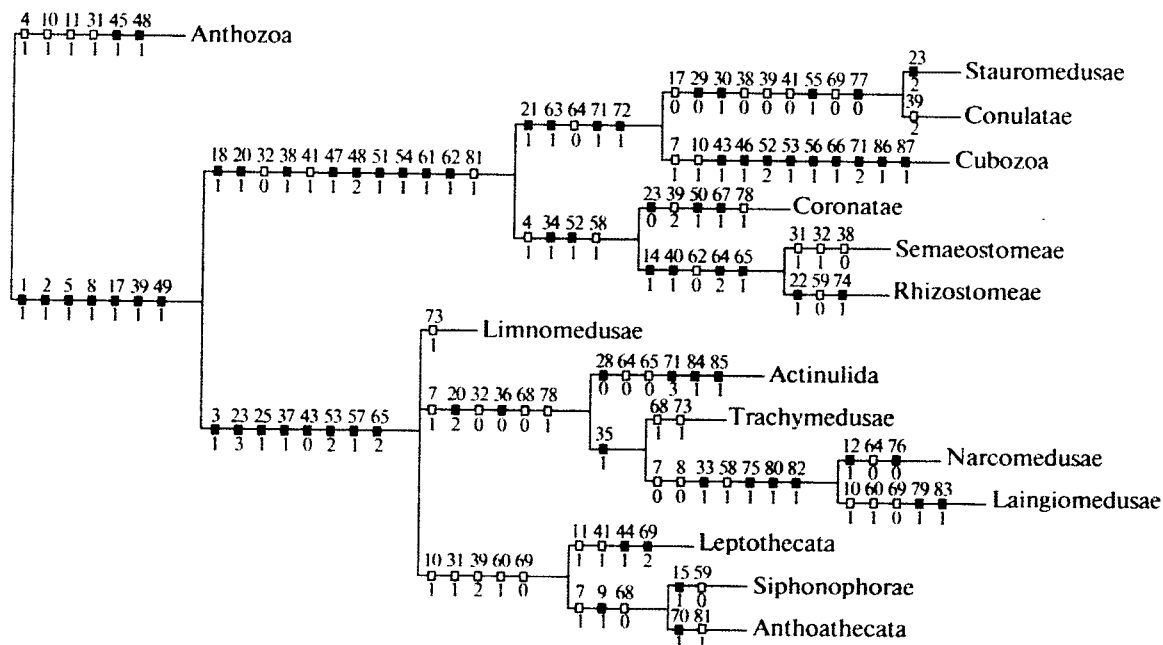 4 10 11 31 45 48
Anthozoa
1 1 1 1 1 1
17 29 30 38 39 41 55 69 77
0 0 1 0 0 0 1 0 0
23
Stauromedusae
2
39
Conulatae
2
21 63 64 71 72
1 1 0 1 1
7 10 43 46 52 53 56 66 71 86 87
Cubozoa
1 1 1 1 2 1 1 1 2 1 1
18 20 32 38 41 47 48 51 54 61 62 81
1 1 0 1 1 1 2 1 1 1 1 1
23 39 50 67 78
Coronatae
0 2 1 1 1
4 34 52 58
1 1 1 1
31 32 38
Semaeostomeae
1 1 0
14 40 62 64 65
1 1 0 2 1
22 59 74
Rhizostomeae
1 0 1
1 2 5 8 17 39 49
1 1 1 1 1 1 1
73
Limnomedusae
1
28 64 65 71 84 85
Actinulida
0 0 0 3 1 1
7 20 32 36 68 78
1 2 0 0 0 1
68 73
Trachymedusae
1 1
3 23 25 37 43 53 57 65
1 3 1 1 0 2 1 2
35
1
12 64 76
Narcomedusae
1 0 0
7 8 33 58 75 80 82
0 0 1 1 1 1 1
10 60 69 79 83
Laingiomedusae
1 1 0 1 1
11 41 44 69
Leptothecata
1 1 1 2
10 31 39 60 69
1 1 2 1 0
15 59
Siphonophorae
1 0
7 9 68
1 1 0
70 81
Anthoathecata
1 1